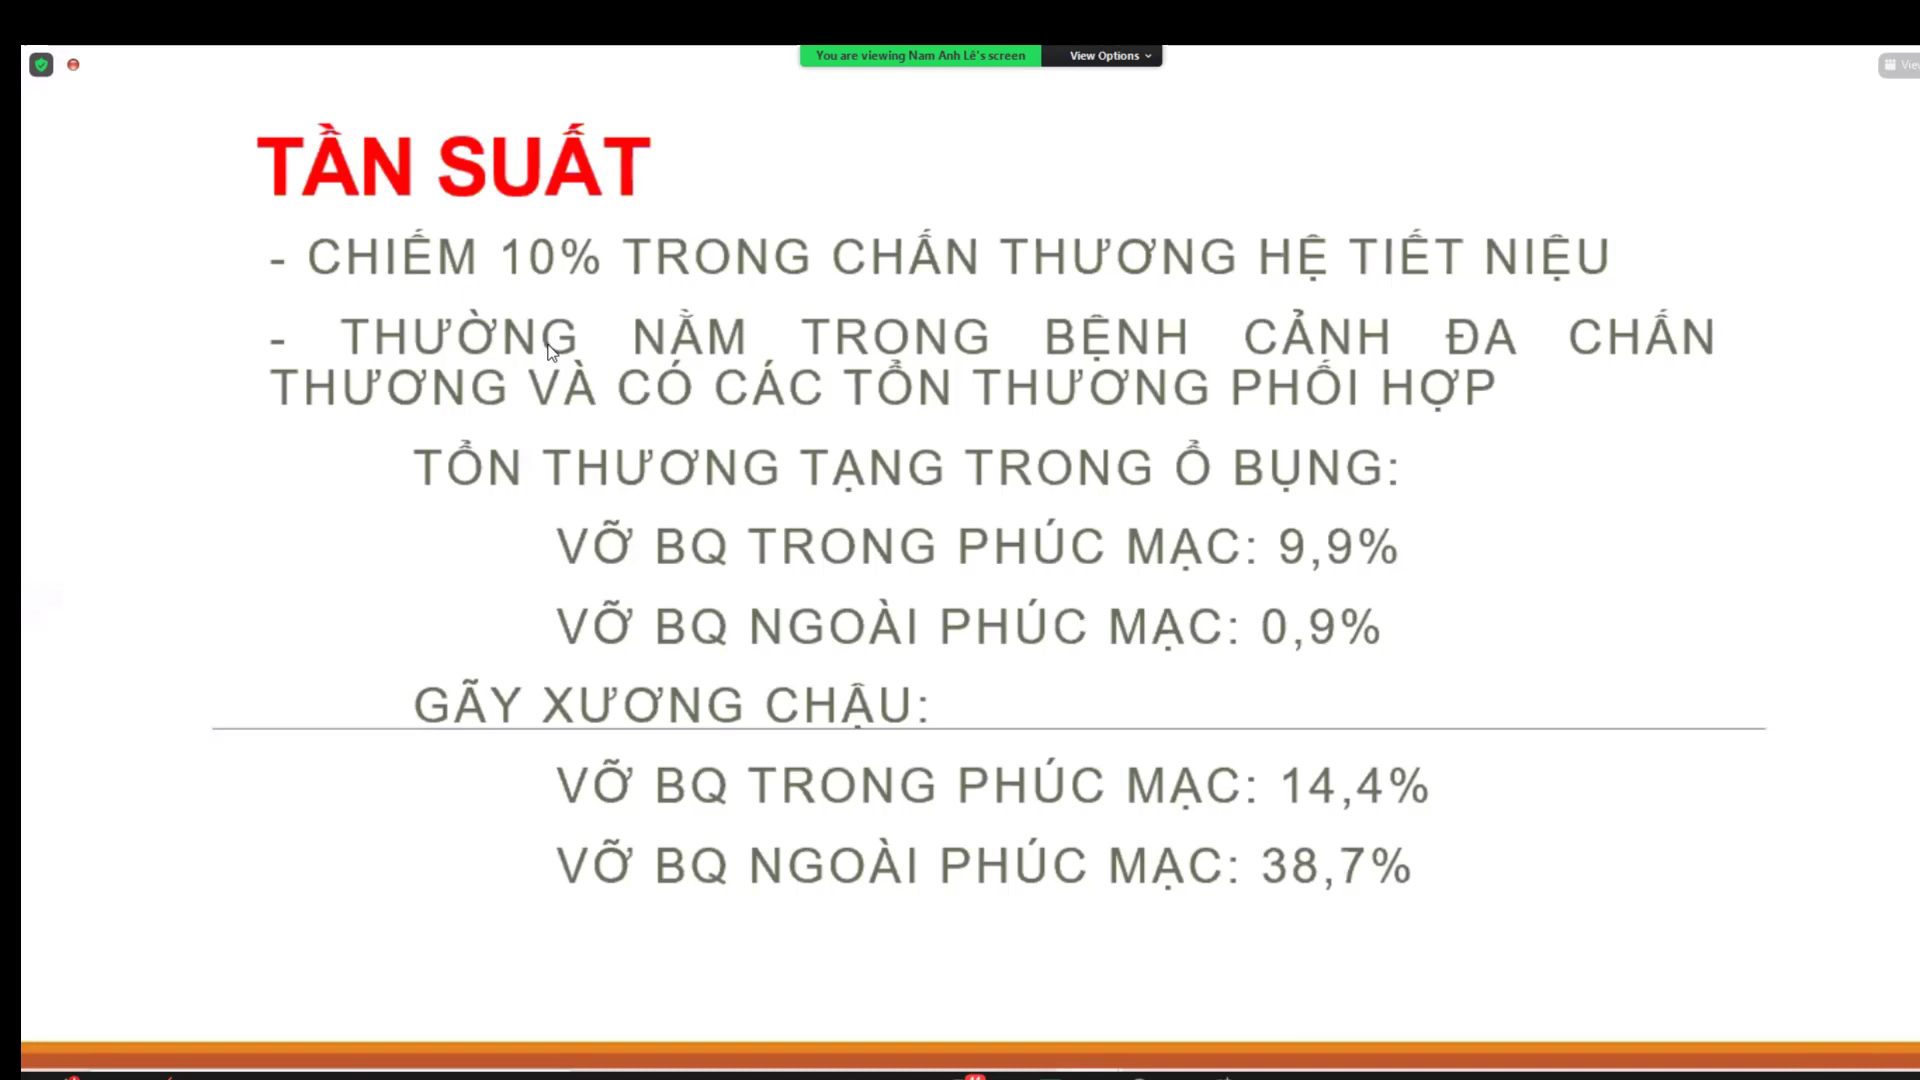 You are viewing Nam Anh Lê's screen
View Options
Vie
TẦN SUẤT
- CHIẾM 10% TRONG CHẤN THƯƠNG HỆ TIẾT NIỆU
- THƯỜNG NẰM TRONG BỆNH CẢNH ĐA CHẤN
THƯƠNG VÀ CÓ CÁC TỔN THƯƠNG PHỐI HỢP
TỔN THƯƠNG TẠNG TRONG Ổ BỤNG:
VỠ BQ TRONG PHÚC MẠC: 9,9%
VỠ BQ NGOÀI PHÚC MẠC: 0,9%
GÃY XƯƠNG CHẬU:
VỠ BQ TRONG PHÚC MẠC: 14,4%
VỠ BQ NGOÀI PHÚC MẠC: 38,7%